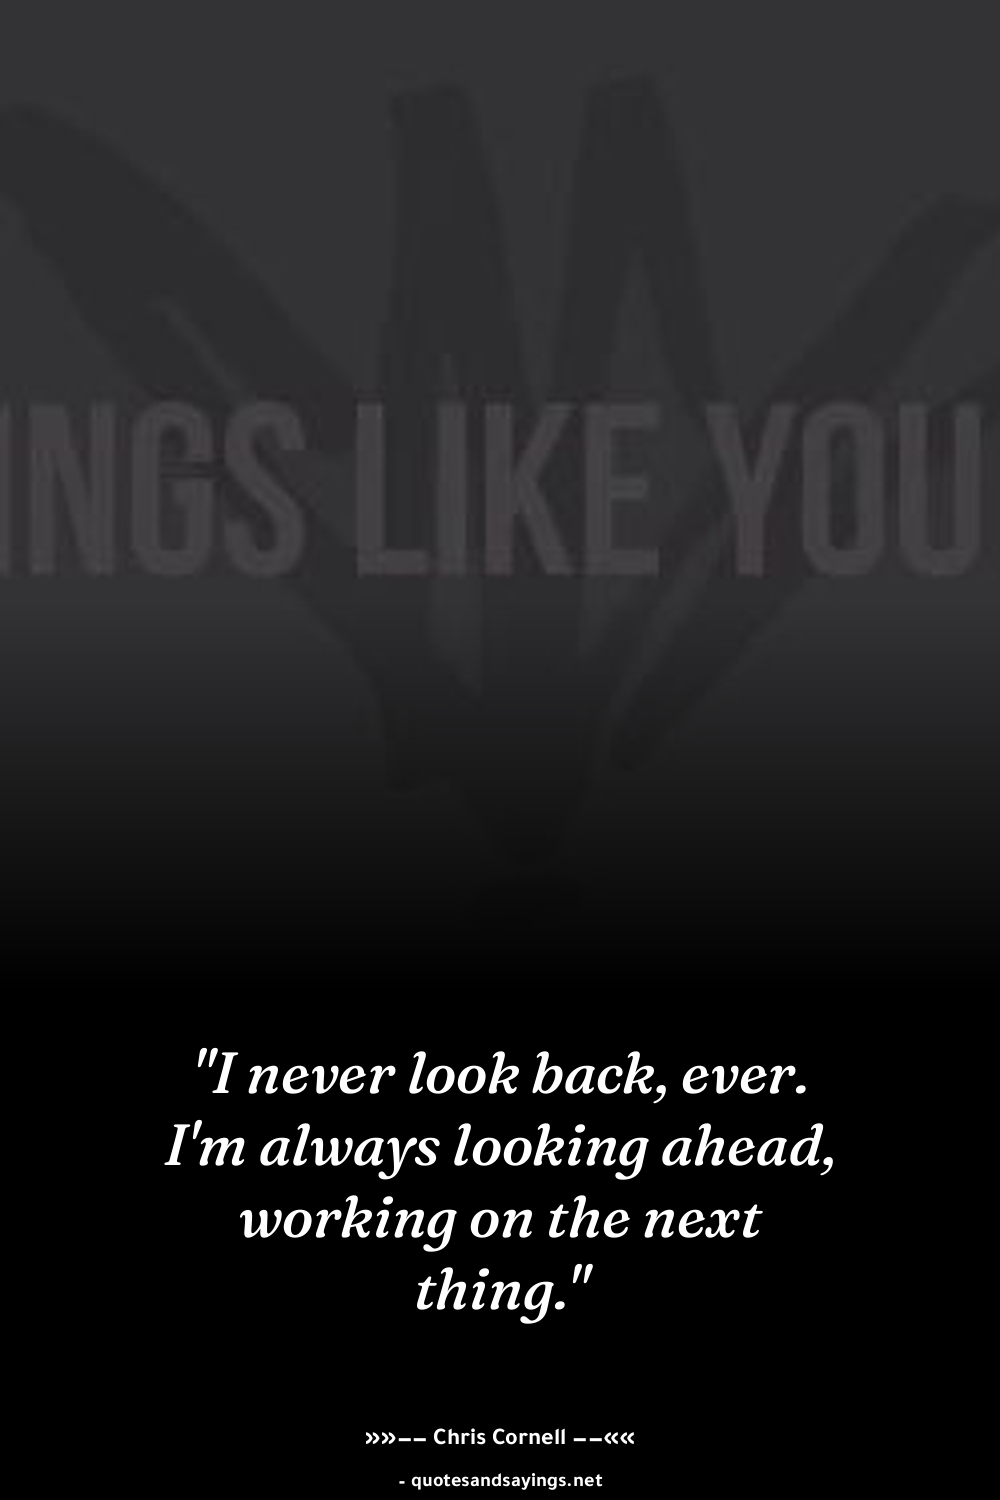 INGS LIKE YOU
"I never look back, ever.
I'm always looking ahead,
working on the next
thing."
»»–– Chris Cornell ––««
- quotesandsayings.net